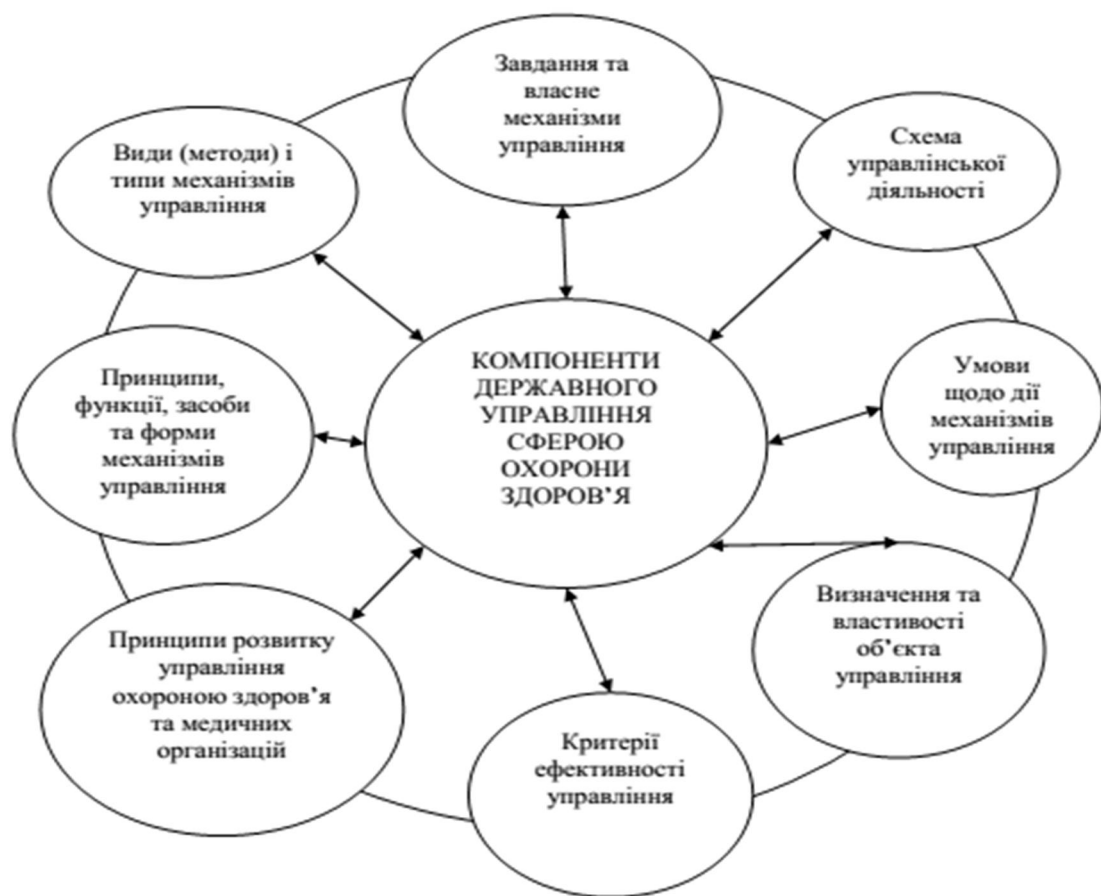 Завдання та
власне
механізми
управління
Схема
управлінської
діяльності
Умови
щодо дії
механізмів
управління
Визначення та
властивості
об’єкта
управління
Критерії
ефективності
управління
Принципи розвитку
управління
охороною здоров’я
та медичних
організацій
Принципи,
функції, засоби
та форми
механізмів
управління
Види (методи) і
типи механізмів
управління
КОМПОНЕНТИ
ДЕРЖАВНОГО
УПРАВЛІННЯ
СФЕРОЮ
ОХОРОНИ
ЗДОРОВ’Я